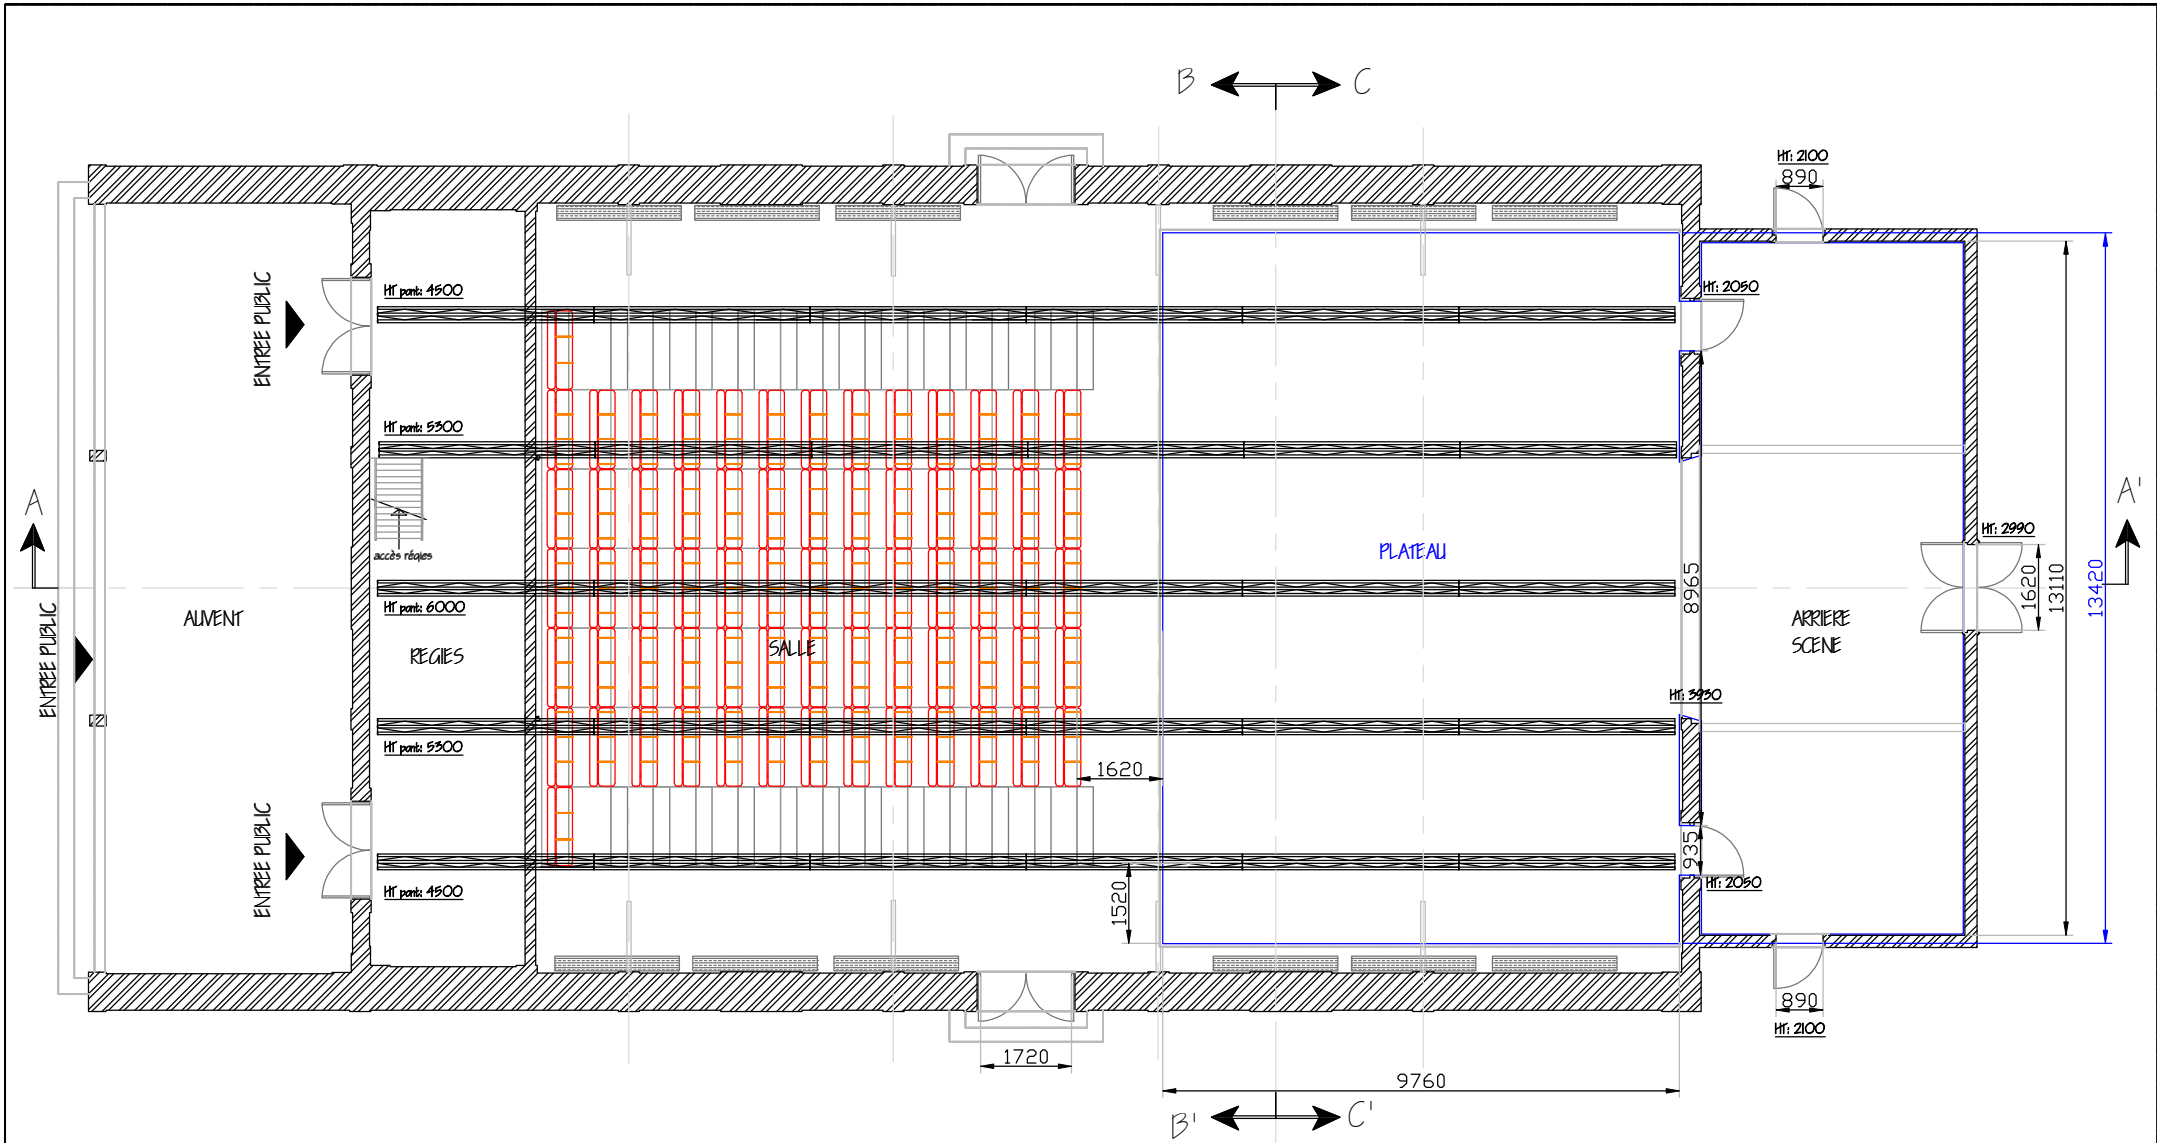 B
C
HT: 2100
890
HT: 2050
ENTREE PUBLIC
HT pont: 4500
HT pont: 5300
A
A'
HT: 2990
accès régies
PLATEAU
8965
1620
13110
13420
ENTREE PUBLIC
AUVENT
HT pont: 6000
REGIES
SALLE
ARRIERE
SCENE
HT: 3930
HT pont: 5300
1620
ENTREE PUBLIC
935
HT: 2050
HT pont: 4500
1520
890
HT: 2100
1720
9760
B'
C'